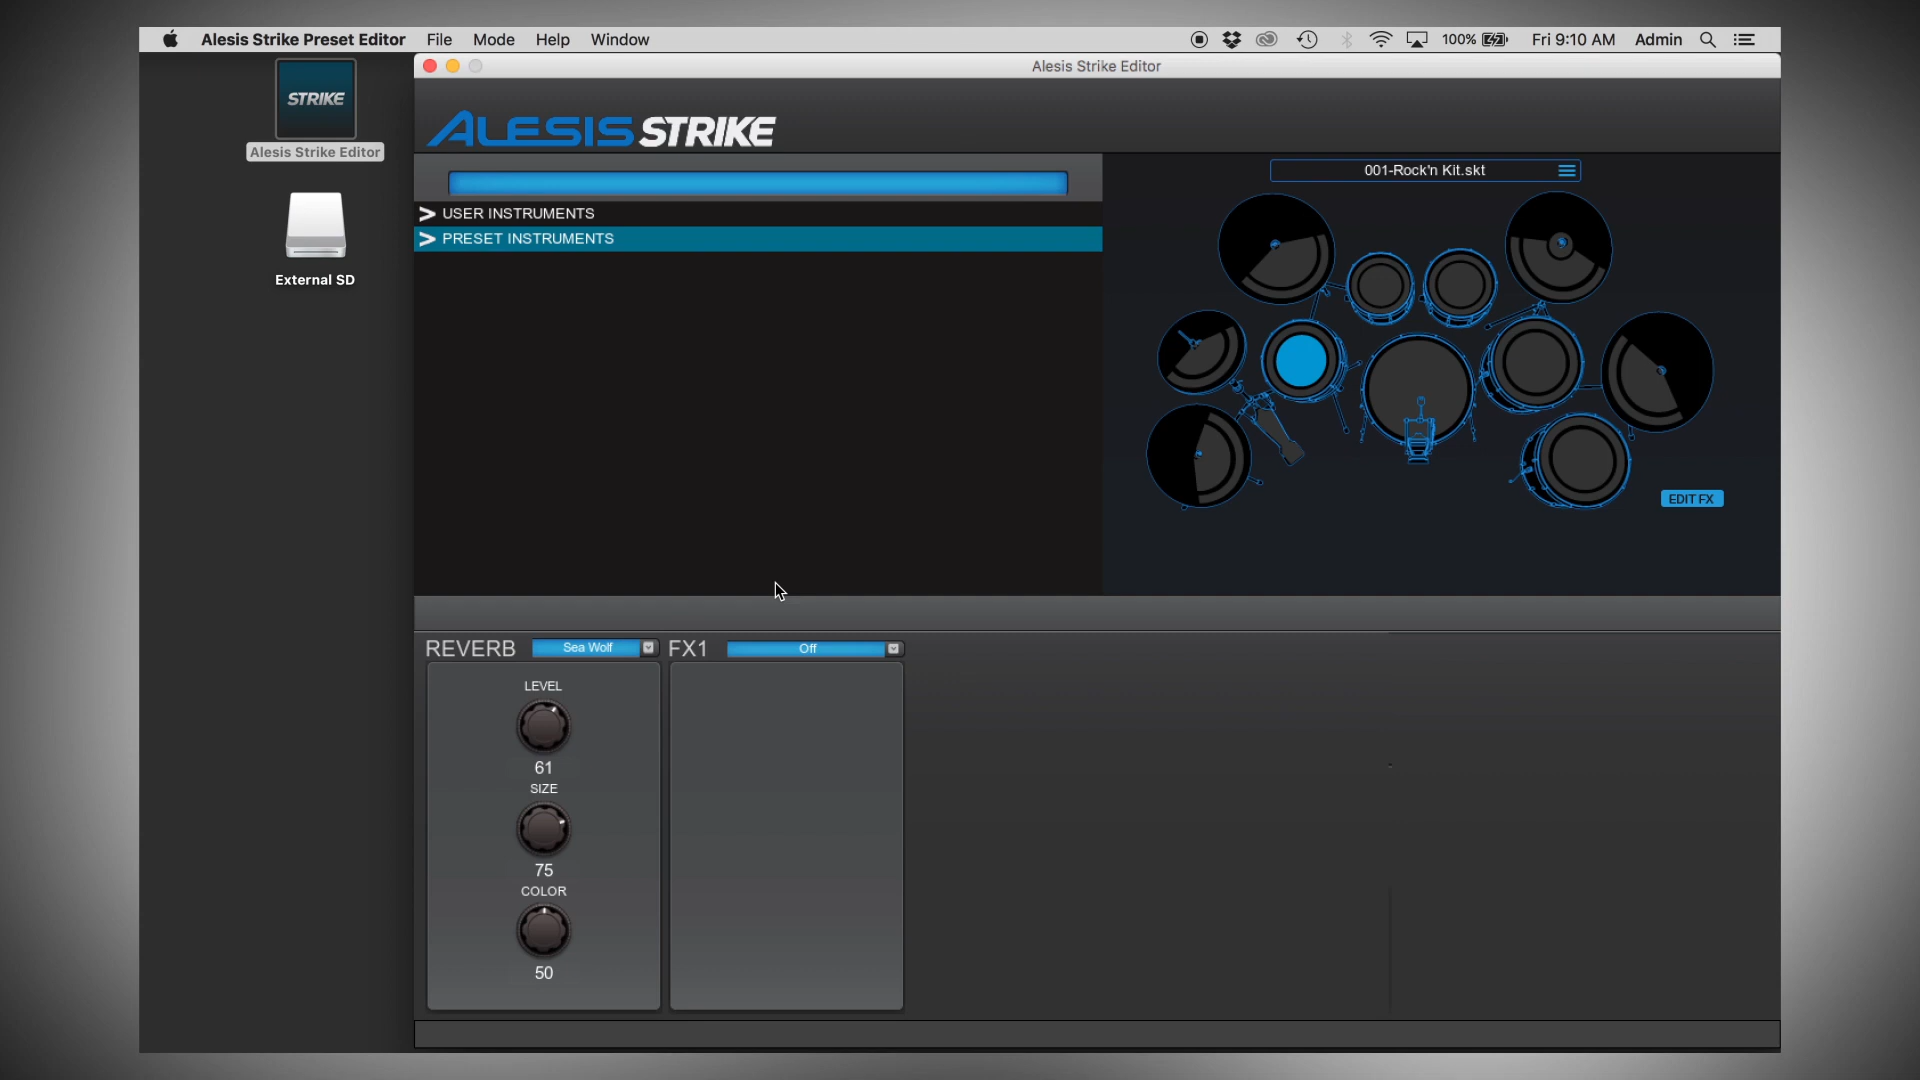 Alesis Strike Preset Editor File Mode Help Window 100% Fri 9:10 AM Admin
Alesis Strike Editor
STRIKE
Alesis Strike Editor
External SD
ALESIS STRIKE
001-Rock'n Kit.skt
> USER INSTRUMENTS
> PRESET INSTRUMENTS
EDIT FX
REVERB Sea Wolf FX1 Off
LEVEL
61
SIZE
75
COLOR
50